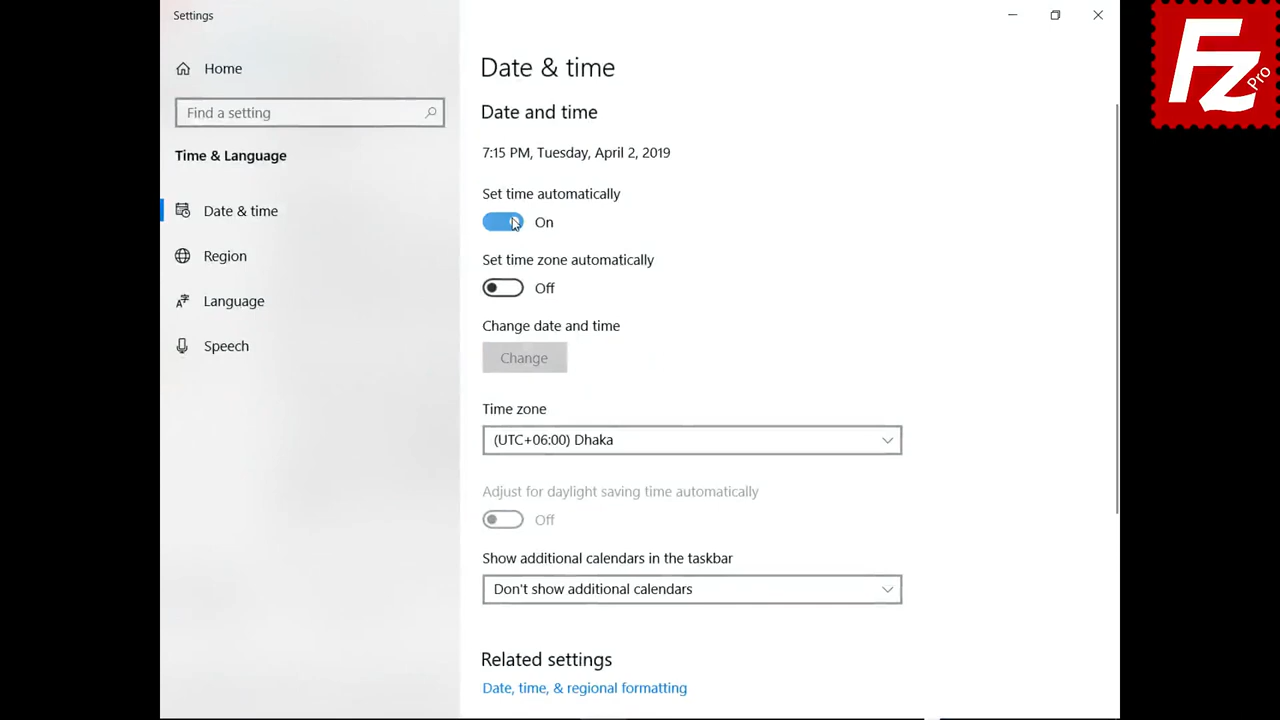 Settings
Home
Find a setting
Time & Language
Date & time
Region
Language
Speech
Date & time
Date and time
7:15 PM, Tuesday, April 2, 2019
Set time automatically
On
Set time zone automatically
Off
Change date and time
Change
Time zone
(UTC+06:00) Dhaka
Adjust for daylight saving time automatically
Off
Show additional calendars in the taskbar
Don't show additional calendars
Related settings
Date, time, & regional formatting
Fz Pro